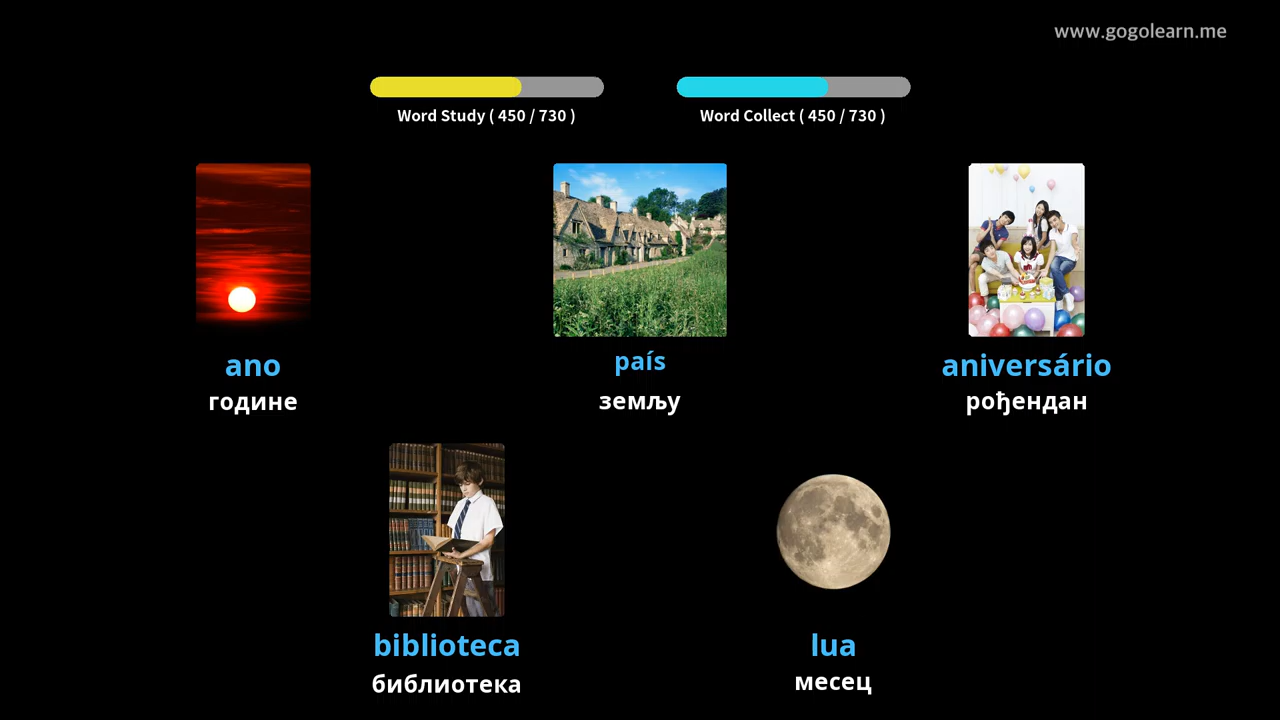 www.gogolearn.me
Word Study ( 450 / 730 )
Word Collect ( 450 / 730 )
ano
године
país
земљу
aniversário
рођендан
biblioteca
библиотека
lua
месец